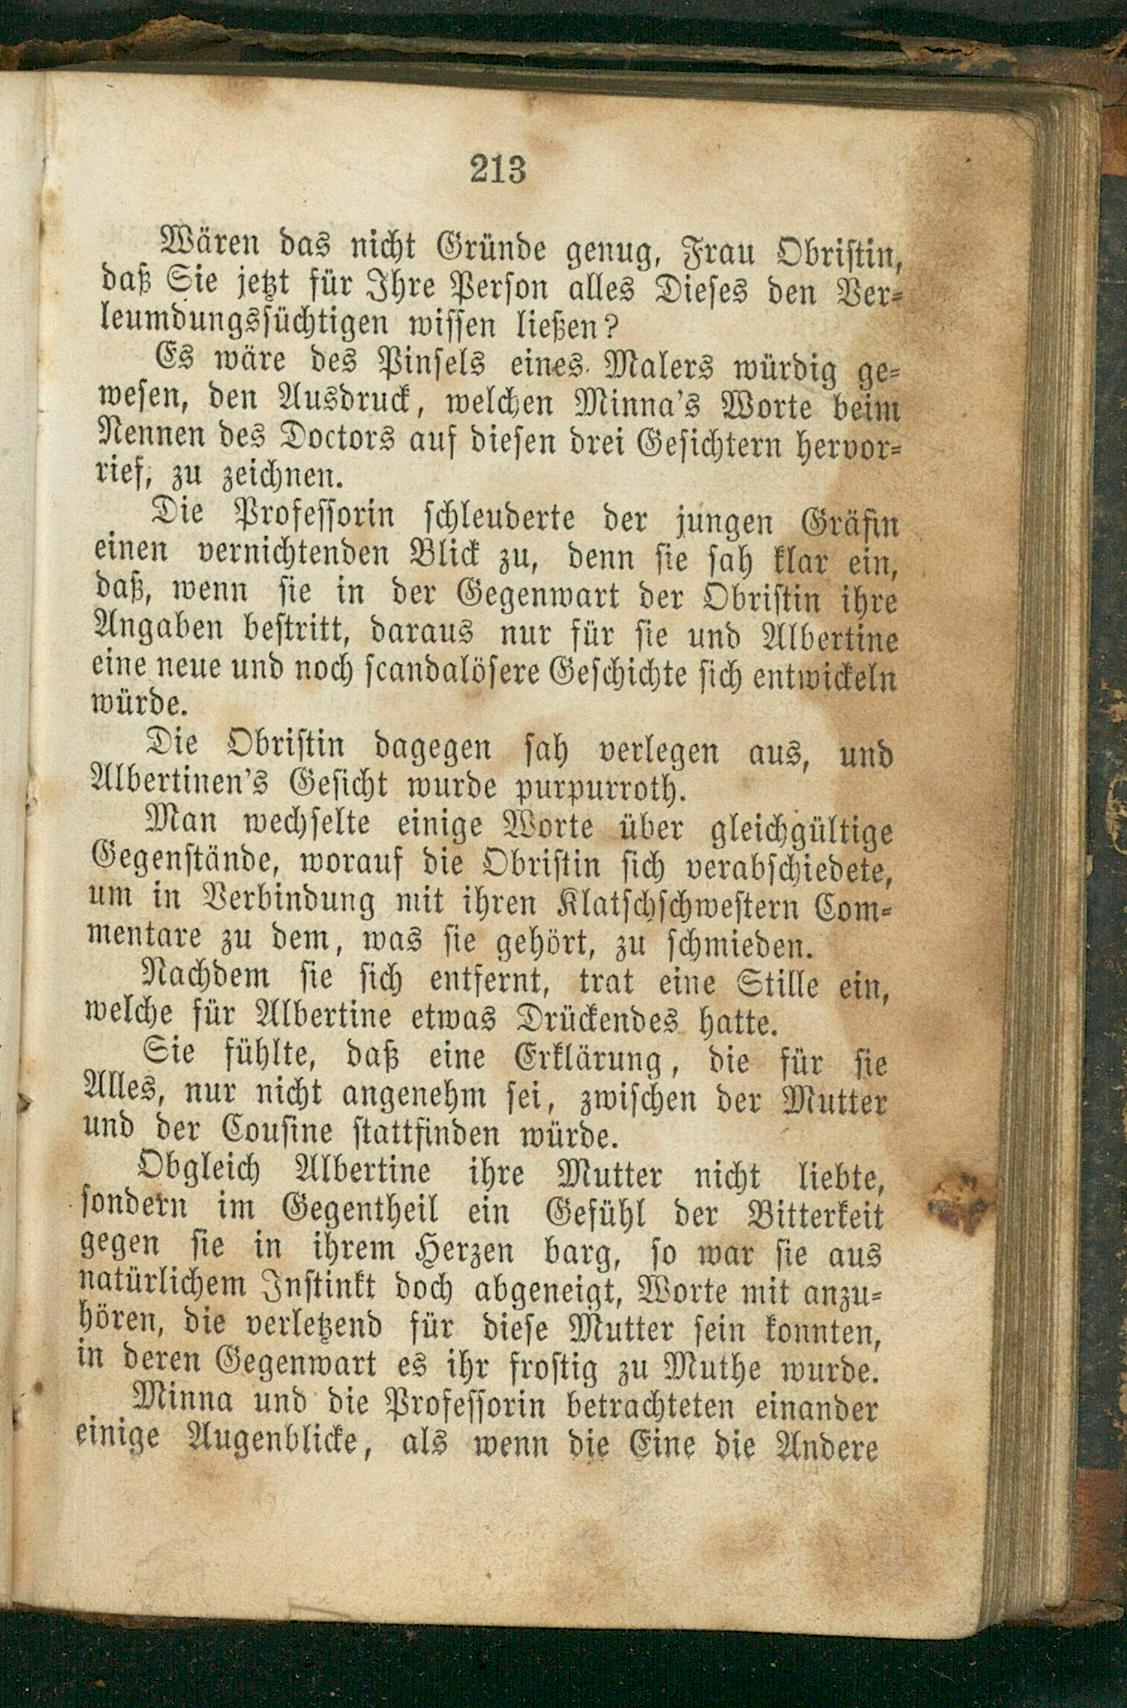 213
Wären das nicht Gründe genug, Frau Obristin,
daß Sie jetzt für Ihre Person alles Dieses den Ver-
leumdungssüchtigen wissen ließen?
Es wäre des Pinsels eines Malers würdig ge-
wesen, den Ausdruck, welchen Minna's Worte beim
Nennen des Doctors auf diesen drei Gesichtern hervor-
rief, zu zeichnen.
Die Professorin schleuderte der jungen Gräfin
einen vernichtenden Blick zu, denn sie sah klar ein,
daß, wenn sie in der Gegenwart der Obristin ihre
Angaben bestritt, daraus nur für sie und Albertine
eine neue und noch scandalösere Geschichte sich entwickeln
würde.
Die Obristin dagegen sah verlegen aus, und
Albertinen's Gesicht wurde purpurroth.
Man wechselte einige Worte über gleichgültige
Gegenstände, worauf die Obristin sich verabschiedete,
um in Verbindung mit ihren Klatschschwestern Com-
mentare zu dem, was sie gehört, zu schmieden.
Nachdem sie sich entfernt, trat eine Stille ein,
welche für Albertine etwas Drückendes hatte.
Sie fühlte, daß eine Erklärung, die für sie
Alles, nur nicht angenehm sei, zwischen der Mutter
und der Cousine stattfinden würde.
Obgleich Albertine ihre Mutter nicht liebte,
sondern im Gegentheil ein Gefühl der Bitterkeit
gegen sie in ihrem Herzen barg, so war sie aus
natürlichem Instinkt doch abgeneigt, Worte mit anzu-
hören, die verletzend für diese Mutter sein konnten,
in deren Gegenwart es ihr frostig zu Muthe wurde.
Minna und die Professorin betrachteten einander
einige Augenblicke, als wenn die Eine die Andere